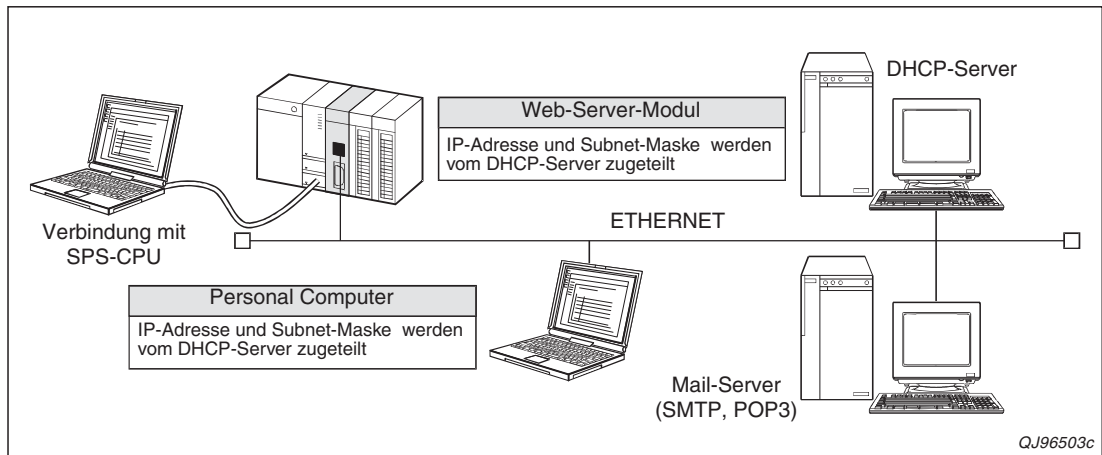 DHCP-Server
Web-Server-Modul
IP-Adresse und Subnet-Maske werden
vom DHCP-Server zugeteilt
ETHERNET
Verbindung mit
SPS-CPU
Personal Computer
IP-Adresse und Subnet-Maske werden
vom DHCP-Server zugeteilt
Mail-Server
(SMTP, POP3)
QJ96503c